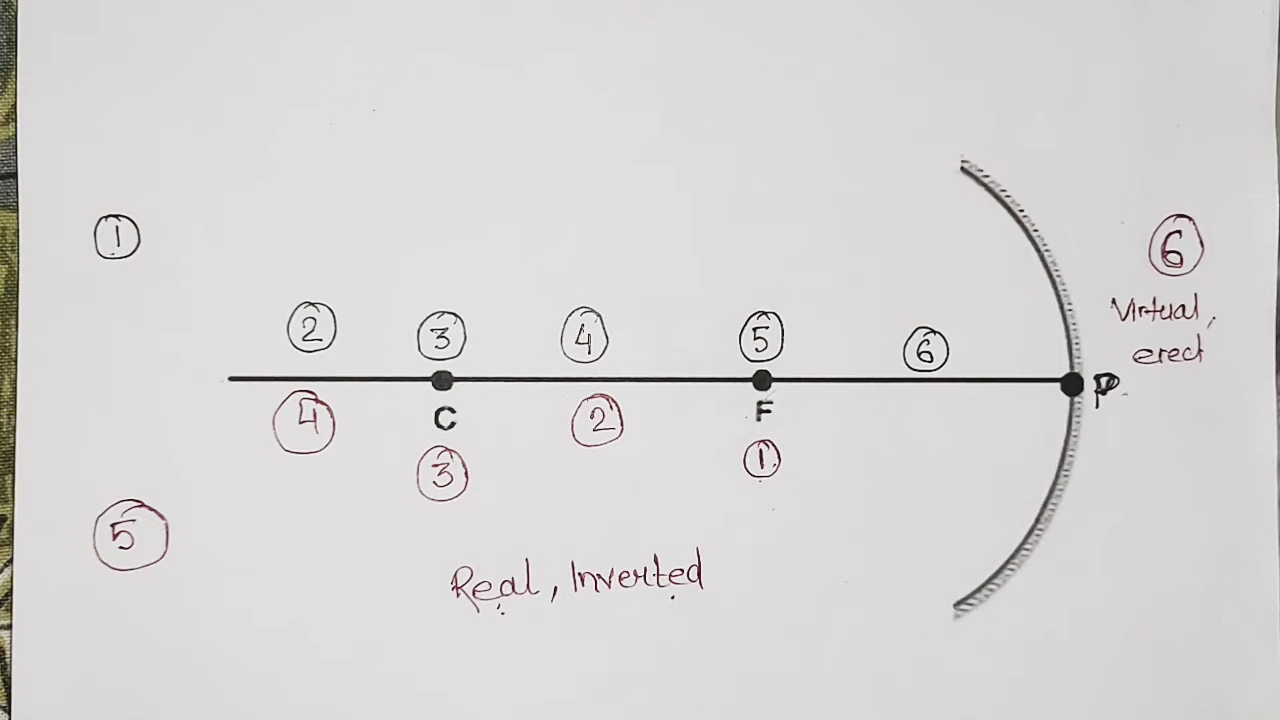 1
6
Virtual,
erect
2 3 4 5 6
P.
4 C 2 F
3 1
5
Real, Inverted